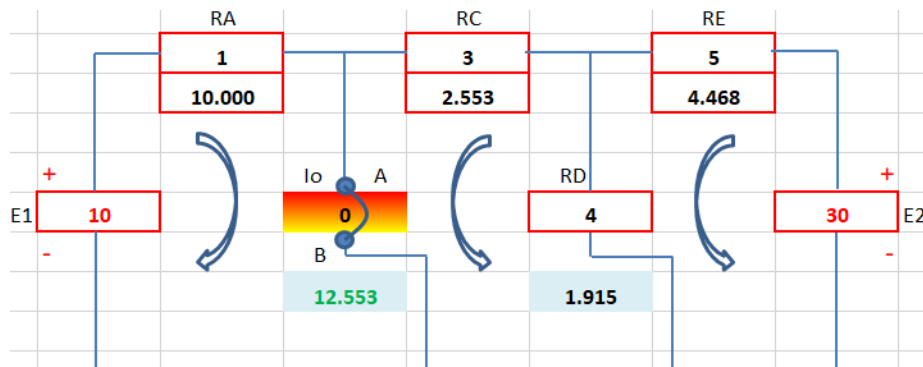 RA RC RE
1 3 5
10.000 2.553 4.468
+ Io A RD +
E1 10 0 4 30 E2
- B -
12.553 1.915